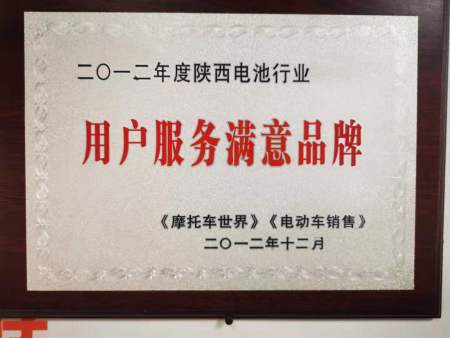 二〇一二年度陕西电池行业
用户服务满意品牌
《摩托车世界》《电动车销售》
二〇一二年十二月